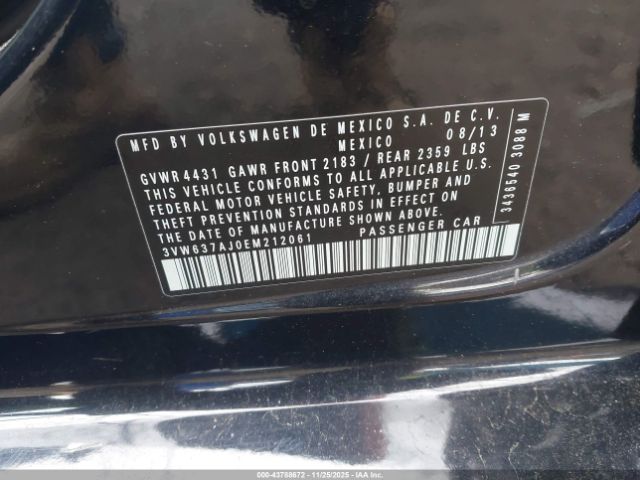 MFD BY VOLKSWAGEN DE MEXICO S.A. DE C.V.
MEXICO 08/13
GVWR 4431 GAWR FRONT 2183 / REAR 2359 LBS
THIS VEHICLE CONFORMS TO ALL APPLICABLE U.S.
FEDERAL MOTOR VEHICLE SAFETY, BUMPER AND
THEFT PREVENTION STANDARDS IN EFFECT ON
THE DATE OF MANUFACTURE SHOWN ABOVE.
3VW637AJ0EM212061 PASSENGER CAR
3436540 3088 M
000-43788672 - 11/25/2025 - IAAI.COM